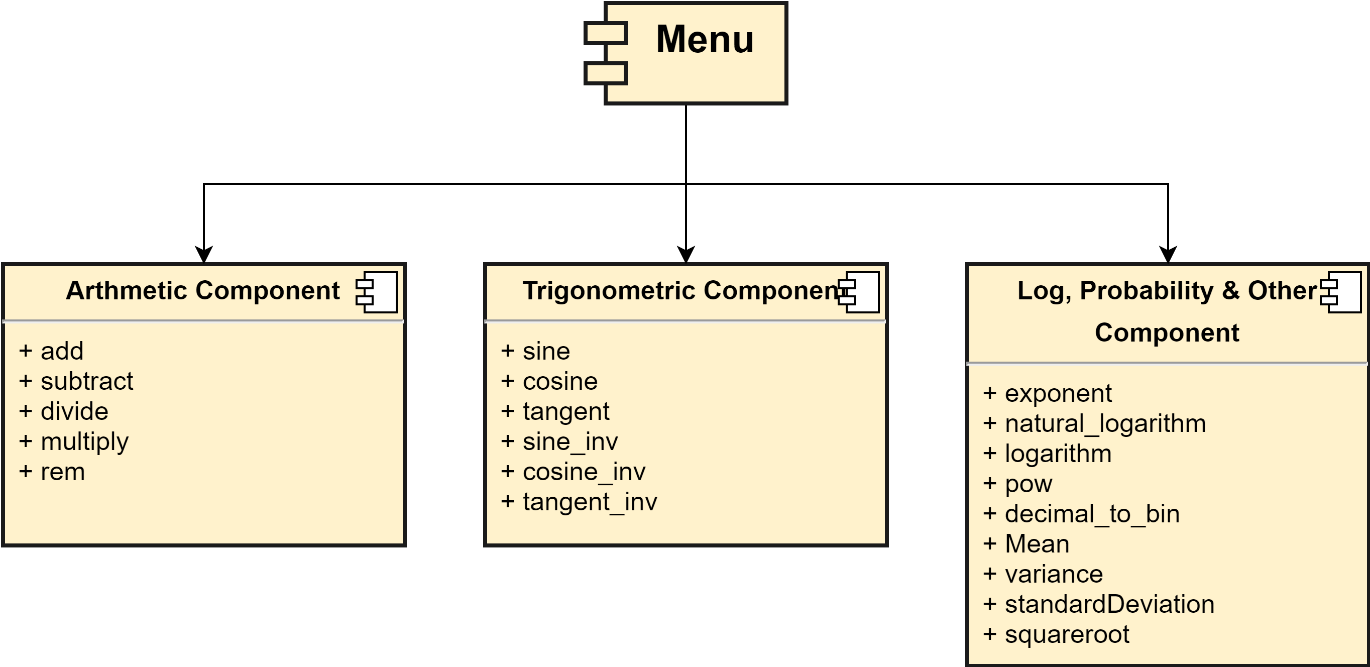 Menu
Arthmetic Component
+ add
+ subtract
+ divide
+ multiply
+ rem
Trigonometric Component
+ sine
+ cosine
+ tangent
+ sine_inv
+ cosine_inv
+ tangent_inv
Log, Probability & Other
Component
+ exponent
+ natural_logarithm
+ logarithm
+ pow
+ decimal_to_bin
+ Mean
+ variance
+ standardDeviation
+ squareroot